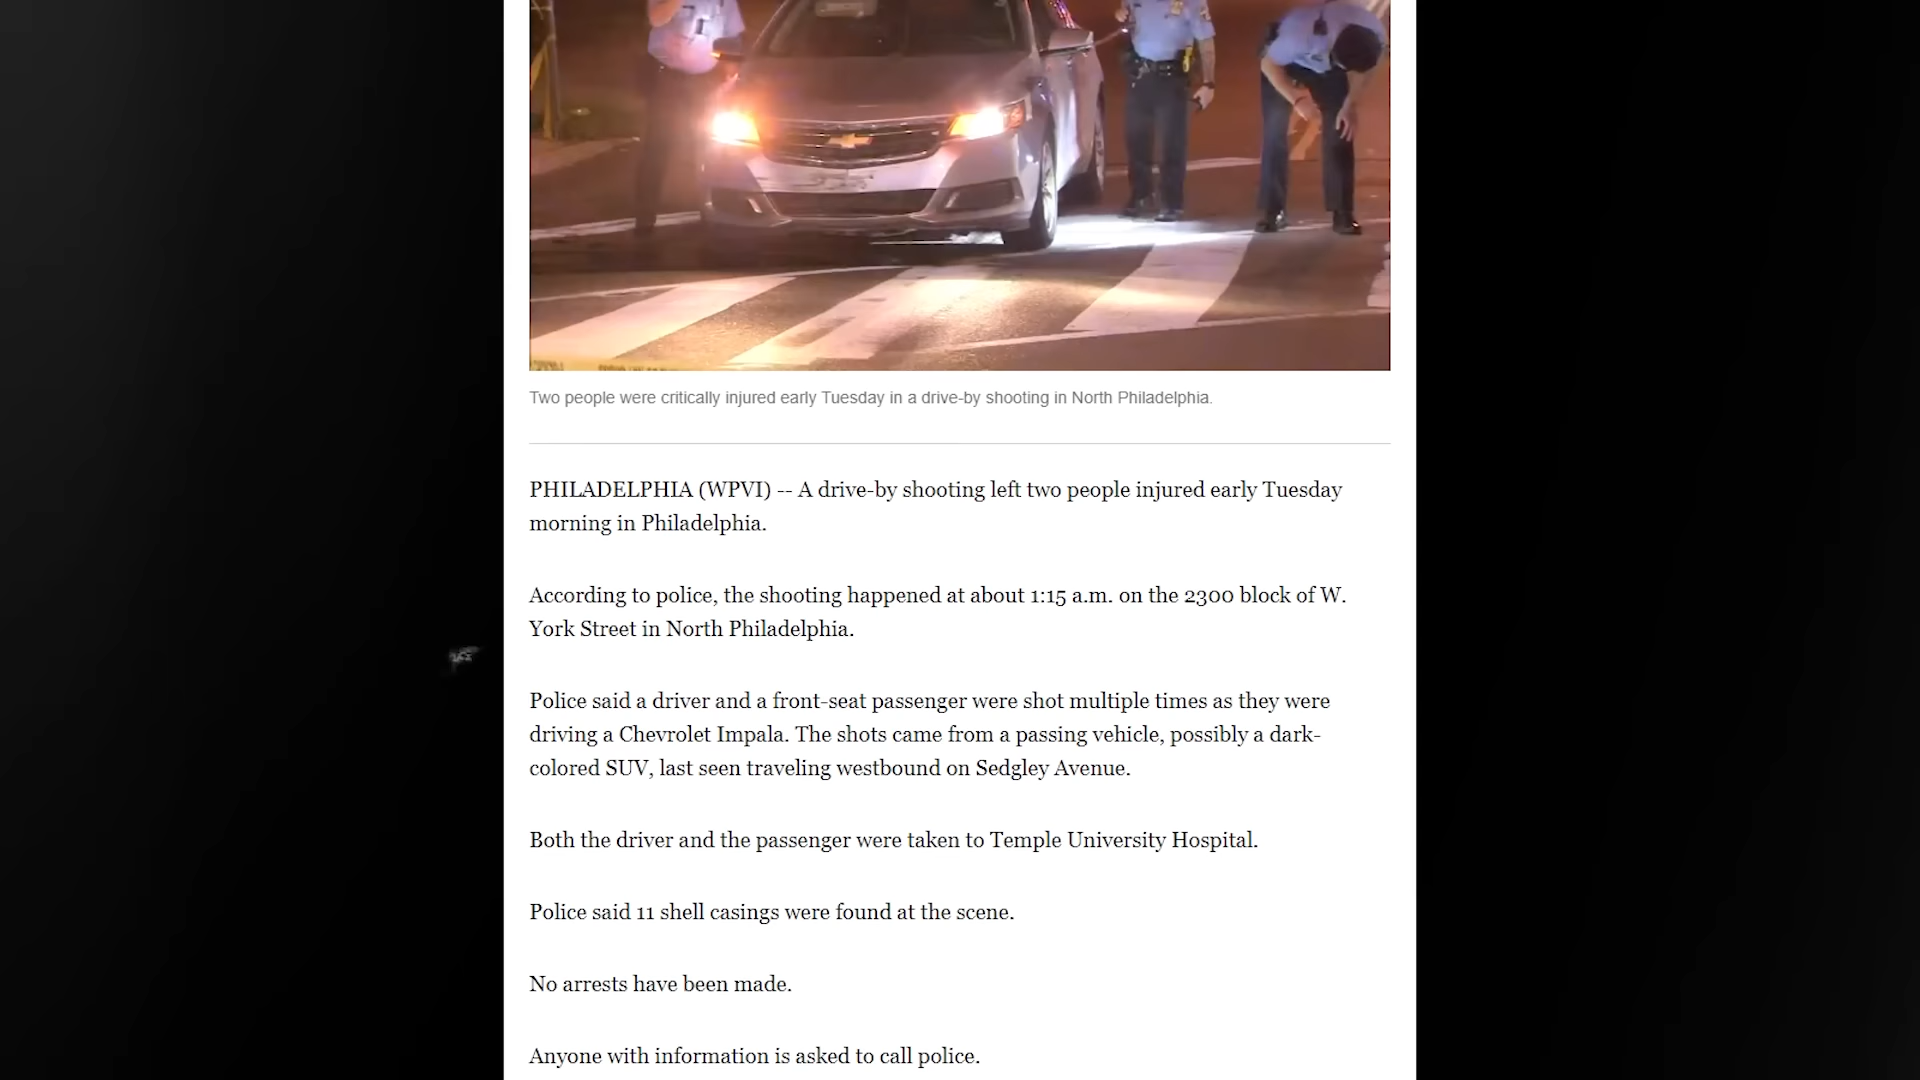 Two people were critically injured early Tuesday in a drive-by shooting in North Philadelphia.
PHILADELPHIA (WPVI) -- A drive-by shooting left two people injured early Tuesday
morning in Philadelphia.
According to police, the shooting happened at about 1:15 a.m. on the 2300 block of W.
York Street in North Philadelphia.
Police said a driver and a front-seat passenger were shot multiple times as they were
driving a Chevrolet Impala. The shots came from a passing vehicle, possibly a dark-
colored SUV, last seen traveling westbound on Sedgley Avenue.
Both the driver and the passenger were taken to Temple University Hospital.
Police said 11 shell casings were found at the scene.
No arrests have been made.
Anyone with information is asked to call police.